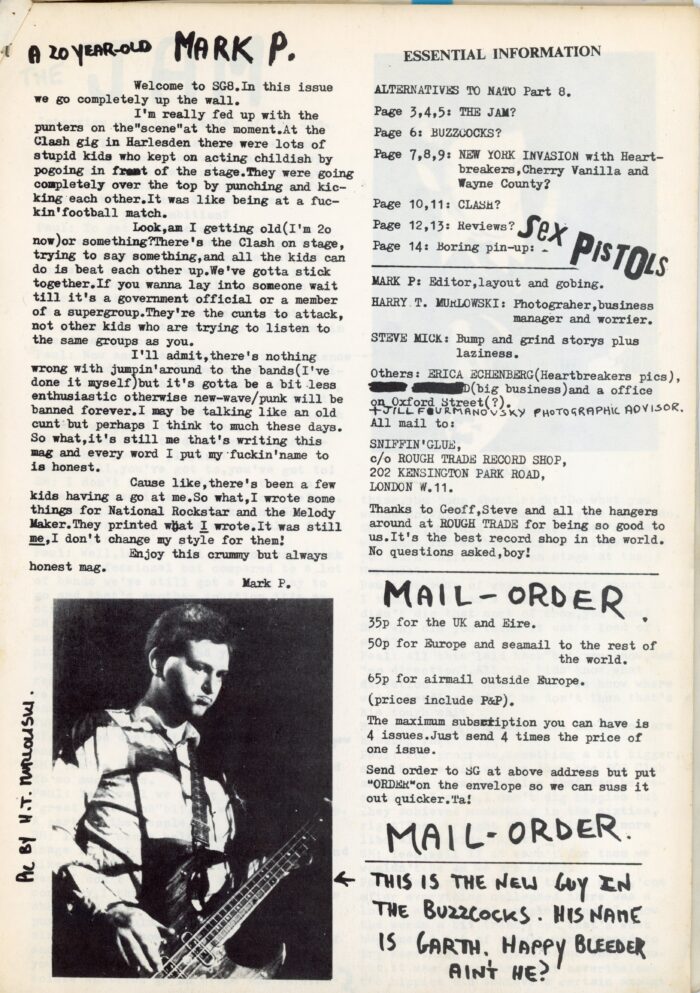 A 20 YEAR-OLD MARK P.
Welcome to SG8.In this issue
we go completely up the wall.
I'm really fed up with the
punters on the"scene"at the moment.At the
Clash gig in Harlesden there were lots of
stupid kids who kept on acting childish by
pogoing in front of the stage.They were going
completely over the top by punching and kic-
king each other.It was like being at a fuc-
kin'football match.
Look,am I getting old(I'm 2o
now)or something?There's the Clash on stage,
trying to say something,and all the kids can
do is beat each other up.We've gotta stick
together.If you wanna lay into someone wait
till it's a government official or a member
of a supergroup.They're the cunts to attack,
not other kids who are trying to listen to
the same groups as you.
I'll admit,there's nothing
wrong with jumpin'around to the bands(I've
done it myself)but it's gotta be a bit less
enthusiastic otherwise new-wave/punk will be
banned forever.I may be talking like an old
cunt but perhaps I think to much these days.
So what,it's still me that's writing this
mag and every word I put my fuckin'name to
is honest.
Cause like,there's been a few
kids having a go at me.So what,I wrote some
things for National Rockstar and the Melody
Maker.They printed what I wrote.It was still
me,I don't change my style for them!
Enjoy this crummy but always
honest mag.
Mark P.
PIC BY H.T. MURLOWSKI.
ESSENTIAL INFORMATION
ALTERNATIVES TO NATO Part 8.
Page 3,4,5: THE JAM?
Page 6: BUZZCOCKS?
Page 7,8,9: NEW YORK INVASION with Heart-
breakers,Cherry Vanilla and
Wayne County?
Page 10,11: CLASH?
Page 12,13: Reviews?
Page 14: Boring pin-up: SEX PISTOLS
MARK P: Editor,layout and gobing.
HARRY T. MURLOWSKI: Photograher,business
manager and worrier.
STEVE MICK: Bump and grind storys plus
laziness.
Others: ERICA ECHENBERG(Heartbreakers pics),
D(big business)and a office
on Oxford Street(?).
+JILL FOURMANOVSKY PHOTOGRAPHIC ADVISOR.
All mail to:
SNIFFIN'GLUE,
c/o ROUGH TRADE RECORD SHOP,
202 KENSINGTON PARK ROAD,
LONDON W.11.
Thanks to Geoff,Steve and all the hangers
around at ROUGH TRADE for being so good to
us.It's the best record shop in the world.
No questions asked,boy!
MAIL-ORDER
35p for the UK and Eire.
50p for Europe and seamail to the rest of
the world.
65p for airmail outside Europe.
(prices include P&P).
The maximum subscription you can have is
4 issues.Just send 4 times the price of
one issue.
Send order to SG at above address but put
"ORDER"on the envelope so we can suss it
out quicker.Ta!
MAIL-ORDER.
← THIS IS THE NEW GUY IN
THE BUZZCOCKS. HIS NAME
IS GARTH. HAPPY BLEEDER
AIN'T HE?